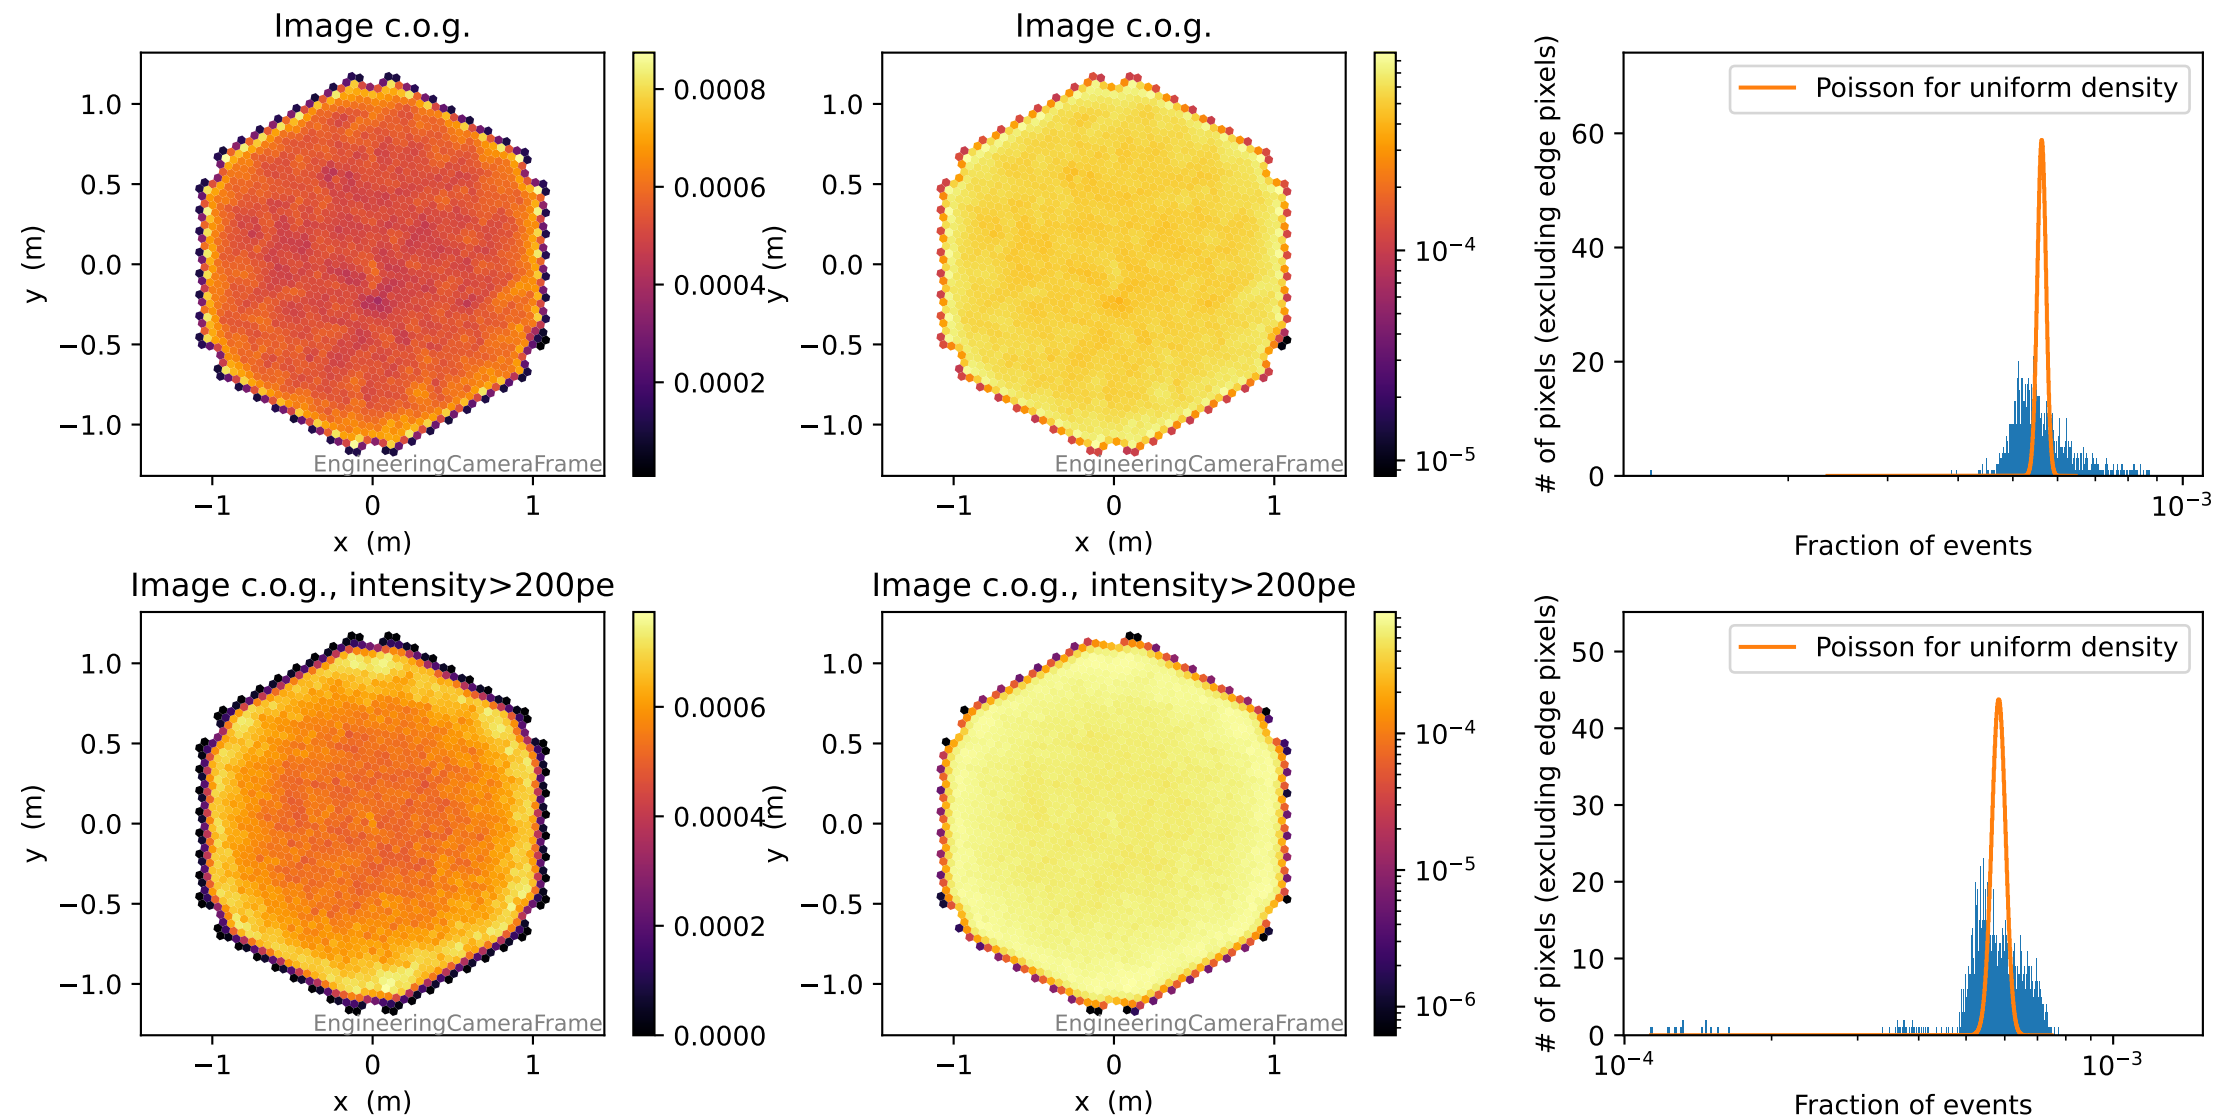 Image c.o.g.
1.0
0.5
0.0
−0.5
−1.0
−1
0
1
y (m)
x (m)
EngineeringCameraFrame
0.0008
0.0006
0.0004
0.0002
Image c.o.g.
1.0
0.5
0.0
−0.5
−1.0
−1
0
1
y (m)
x (m)
EngineeringCameraFrame
10⁻⁴
10⁻⁵
# of pixels (excluding edge pixels)
60
40
20
0
Poisson for uniform density
10⁻³
Fraction of events
Image c.o.g., intensity>200pe
1.0
0.5
0.0
−0.5
−1.0
−1
0
1
y (m)
x (m)
EngineeringCameraFrame
0.0006
0.0004
0.0002
0.0000
Image c.o.g., intensity>200pe
1.0
0.5
0.0
−0.5
−1.0
−1
0
1
y (m)
x (m)
EngineeringCameraFrame
10⁻⁴
10⁻⁵
10⁻⁶
# of pixels (excluding edge pixels)
50
40
30
20
10
0
Poisson for uniform density
10⁻⁴
10⁻³
Fraction of events